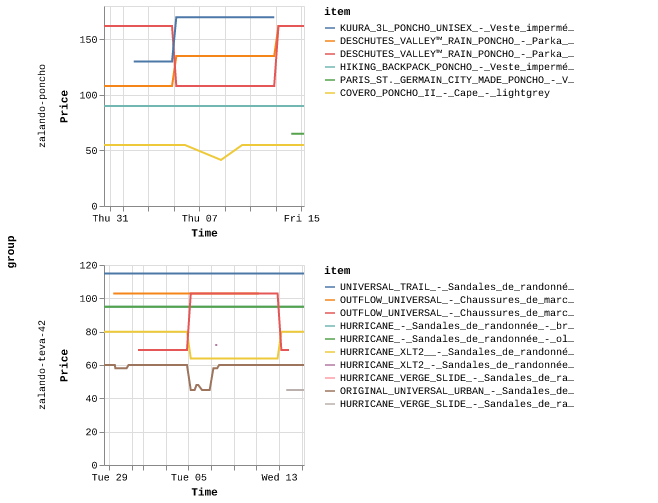 group
zalando-poncho
Price
150
100
50
0
Thu 31 Thu 07 Fri 15
Time
item
KUURA_3L_PONCHO_UNISEX_-_Veste_impermé…
DESCHUTES_VALLEY™_RAIN_PONCHO_-_Parka_…
DESCHUTES_VALLEY™_RAIN_PONCHO_-_Parka_…
HIKING_BACKPACK_PONCHO_-_Veste_impermé…
PARIS_ST._GERMAIN_CITY_MADE_PONCHO_-_V…
COVERO_PONCHO_II_-_Cape_-_lightgrey
zalando-teva-42
Price
120
100
80
60
40
20
0
Tue 29 Tue 05 Wed 13
Time
item
UNIVERSAL_TRAIL_-_Sandales_de_randonné…
OUTFLOW_UNIVERSAL_-_Chaussures_de_marc…
OUTFLOW_UNIVERSAL_-_Chaussures_de_marc…
HURRICANE_-_Sandales_de_randonnée_-_br…
HURRICANE_-_Sandales_de_randonnée_-_ol…
HURRICANE_XLT2__-_Sandales_de_randonné…
HURRICANE_XLT2_-_Sandales_de_randonnée…
HURRICANE_VERGE_SLIDE_-_Sandales_de_ra…
ORIGINAL_UNIVERSAL_URBAN_-_Sandales_de…
HURRICANE_VERGE_SLIDE_-_Sandales_de_ra…